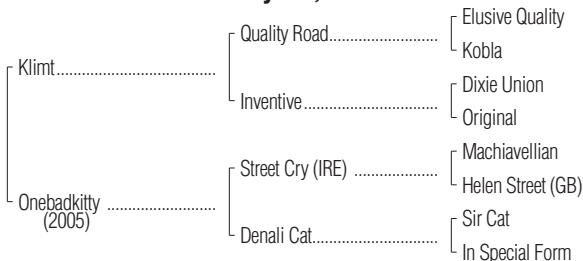 Elusive Quality
Quality Road
Kobla
Klimt
Dixie Union
Inventive
Original
Machiavellian
Street Cry (IRE)
Helen Street (GB)
Onebadkitty
(2005)
Sir Cat
Denali Cat
In Special Form